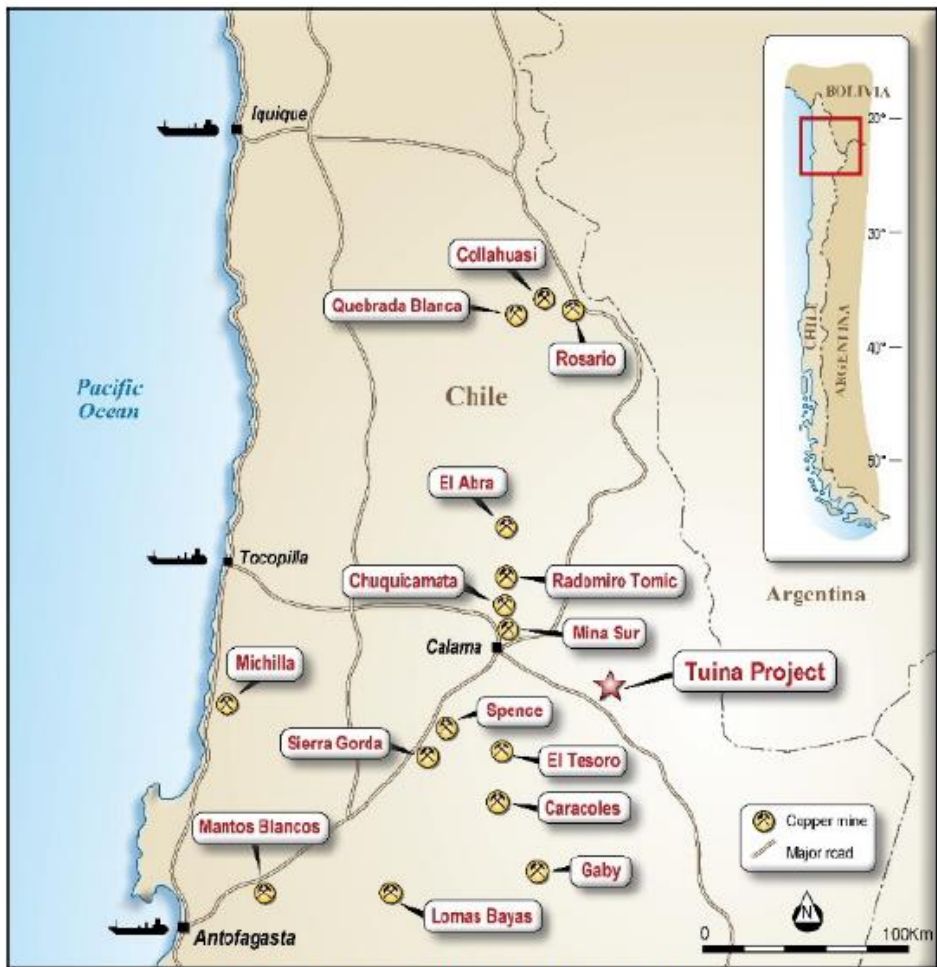 Iquique
BOLIVIA
20°
30°
CHILE
ARGENTINA
40°
50°
Collahuasi
Quebrada Blanca
Rosario
Pacific
Ocean
Chile
El Abra
Tocopilla
Chuquicamata
Radomiro Tomic
Argentina
Calama
Mina Sur
Michilla
Tuina Project
Spence
Sierra Gorda
El Tesoro
Caracoles
Mantos Blancos
Copper mine
Major road
Gaby
Lomas Bayas
N
Antofagasta
0 100Km